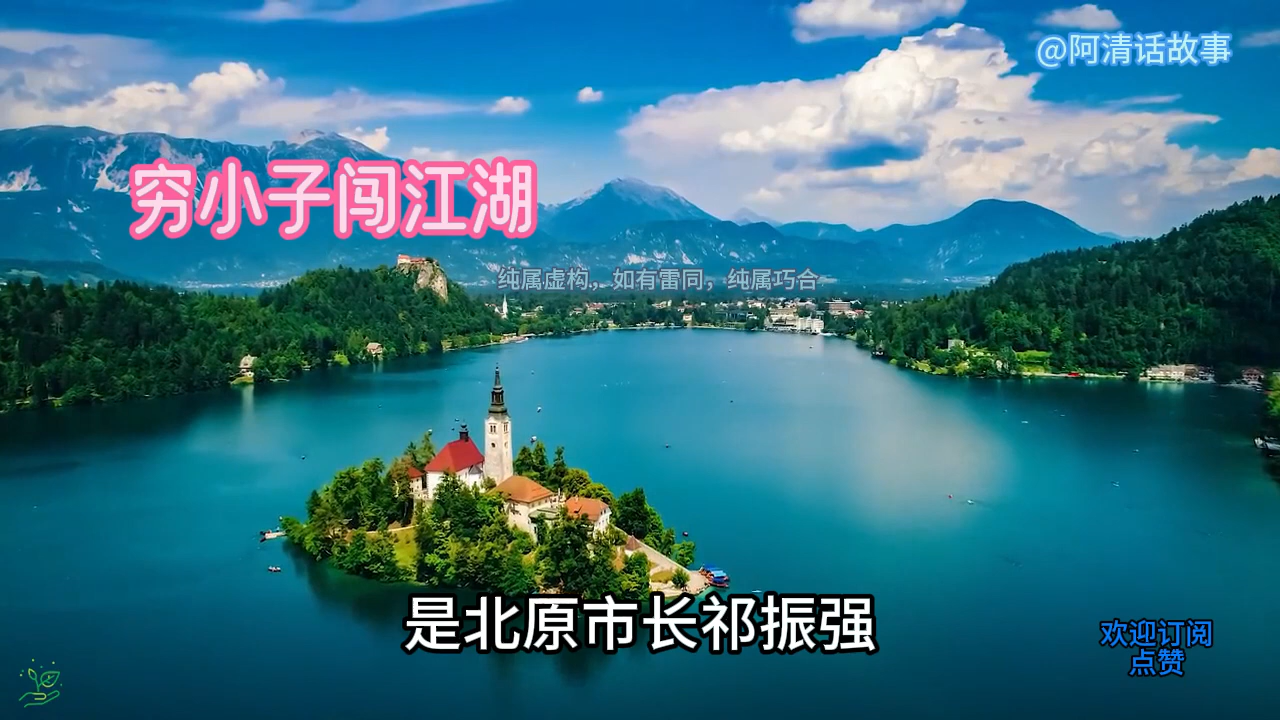 @阿清话故事
穷小子闯江湖
纯属虚构，如有雷同，纯属巧合
是北原市长祁振强
欢迎订阅
点赞